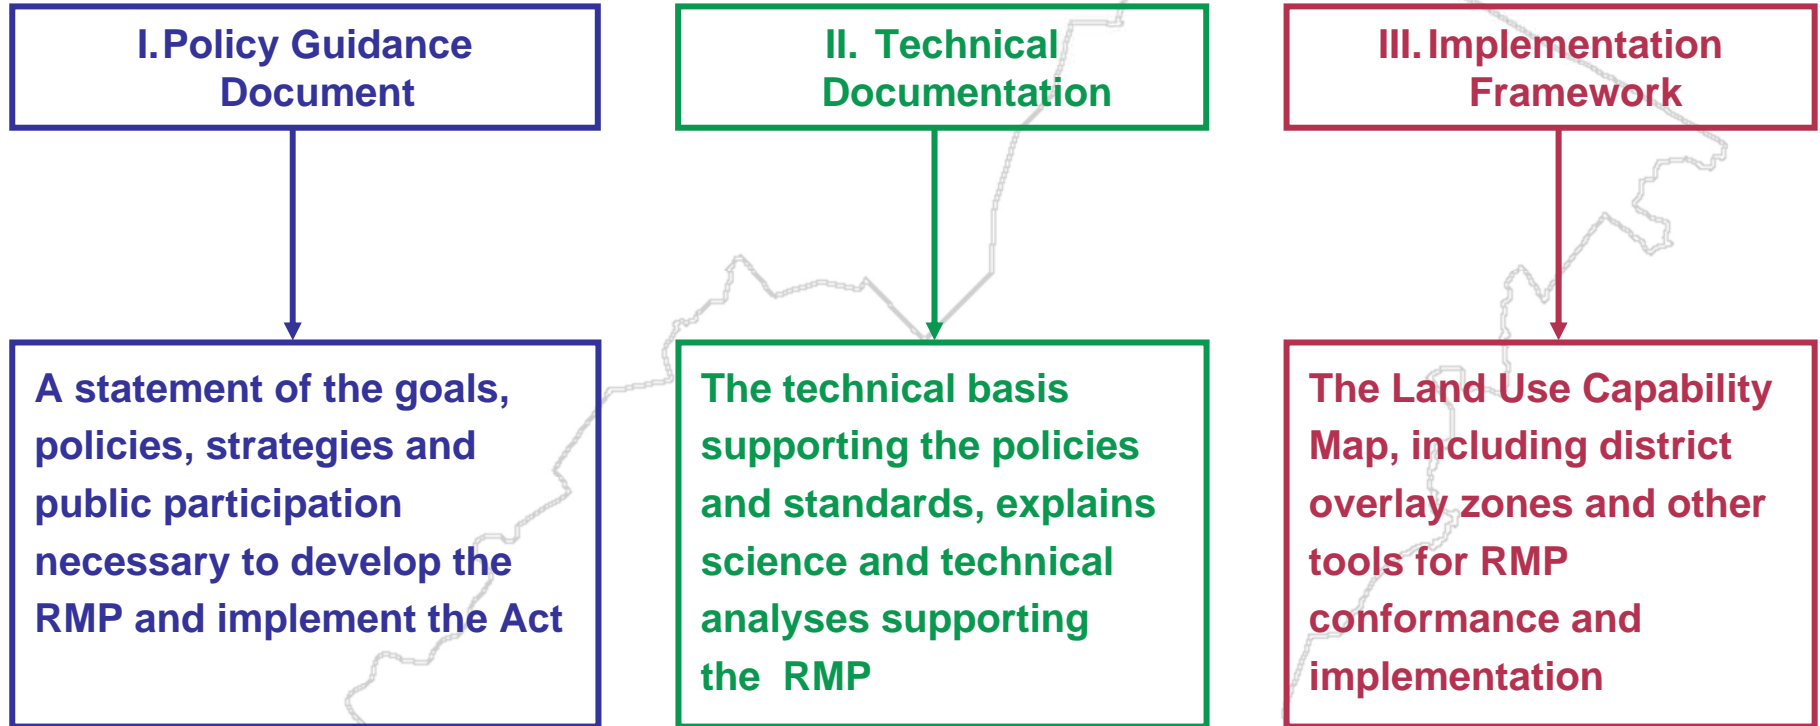 I. Policy Guidance
Document
II. Technical
Documentation
III. Implementation
Framework
A statement of the goals,
policies, strategies and
public participation
necessary to develop the
RMP and implement the Act
The technical basis
supporting the policies
and standards, explains
science and technical
analyses supporting
the RMP
The Land Use Capability
Map, including district
overlay zones and other
tools for RMP
conformance and
implementation